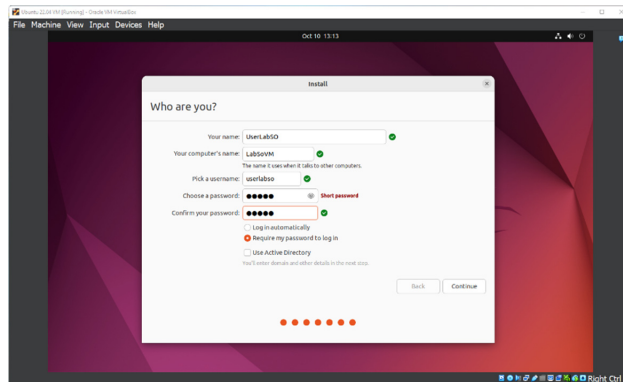 Ubuntu 22.04 VM [Running] - Oracle VM VirtualBox
File Machine View Input Devices Help
Oct 10 13:13
Install
Who are you?
Your name: UserLabSO
Your computer's name: LabSoVM
The name it uses when it talks to other computers.
Pick a username: userlabso
Choose a password: ●●●●● Short password
Confirm your password: ●●●●●
Log in automatically
Require my password to log in
Use Active Directory
You'll enter domain and other details in the next step.
Back Continue
Right Ctrl